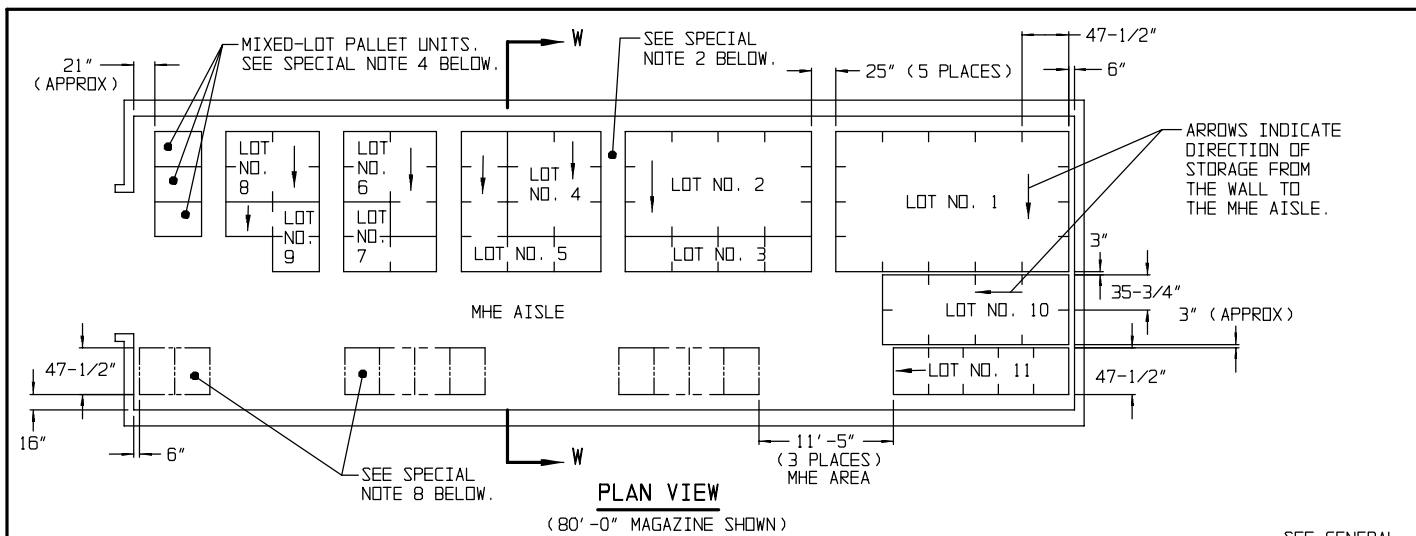 MIXED-LOT PALLET UNITS.
SEE SPECIAL NOTE 4 BELOW.
21"
(APPROX)
W
SEE SPECIAL
NOTE 2 BELOW.
25" (5 PLACES)
47-1/2"
6"
ARROWS INDICATE
DIRECTION OF
STORAGE FROM
THE WALL TO
THE MHE AISLE.
LOT
NO.
8
LOT
NO.
9
LOT
NO.
6
LOT
NO.
7
LOT
NO. 4
LOT NO. 5
LOT NO. 2
LOT NO. 3
LOT NO. 1
3"
35-3/4"
LOT NO. 10
3" (APPROX)
MHE AISLE
LOT NO. 11
47-1/2"
47-1/2"
16"
6"
SEE SPECIAL
NOTE 8 BELOW.
W
11'-5"
(3 PLACES)
MHE AREA
PLAN VIEW
(80'-0" MAGAZINE SHOWN)
SEE GENERAL